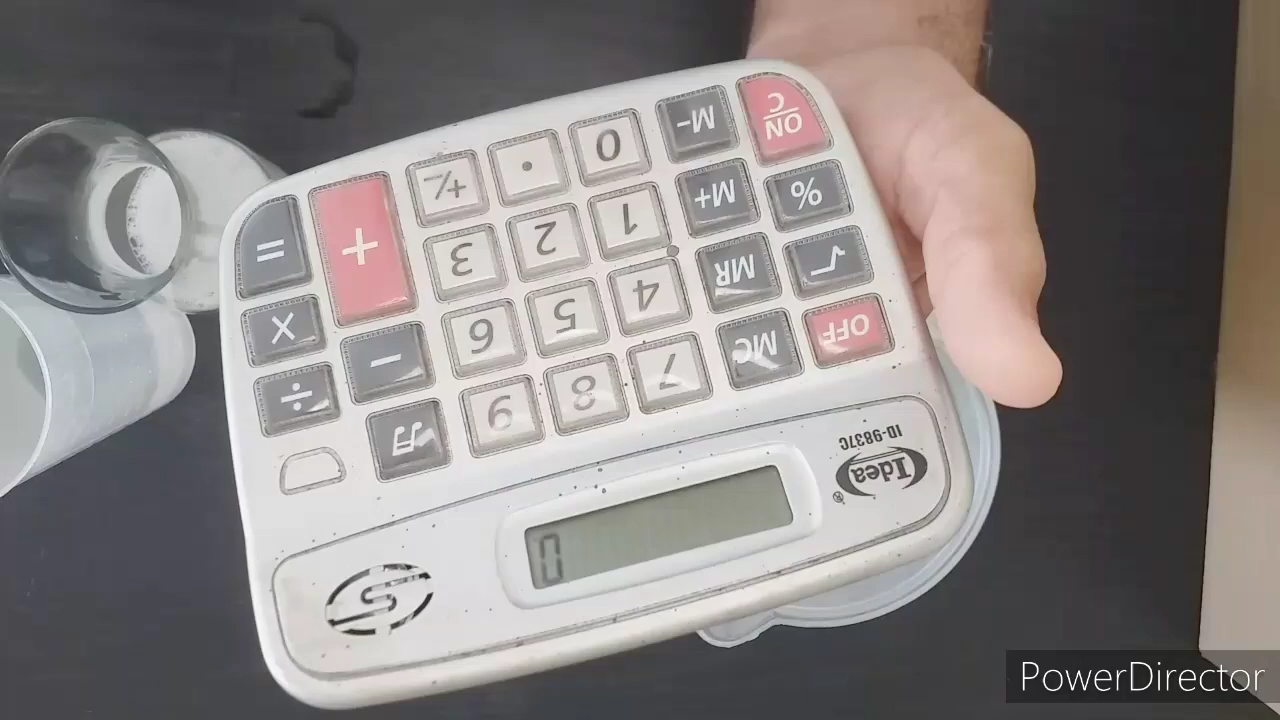 Idea®
ID-9837C
0
OFF
MC
7
8
9
♫
÷
√
MR
4
5
6
−
X
%
M+
1
2
3
+
=
ON/C
M−
0
.
+/−
PowerDirector